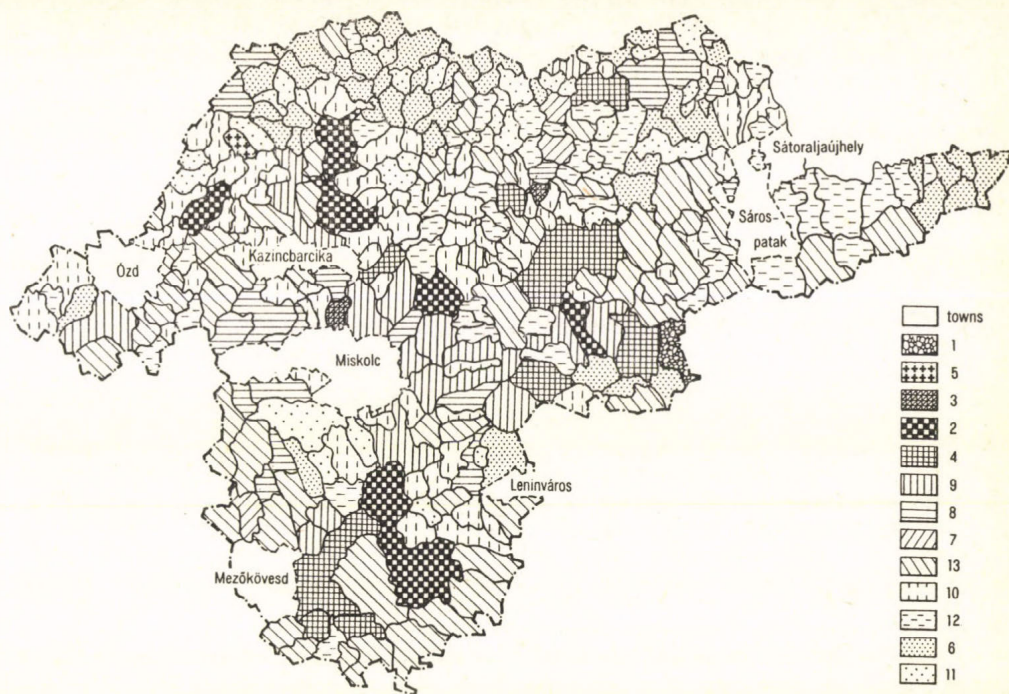 Sátoraljaújhely
Sáros-
patak
Ózd
Kazincbarcika
Miskolc
Leninváros
Mezőkövesd
towns
1
5
3
2
4
9
8
7
13
10
12
6
11